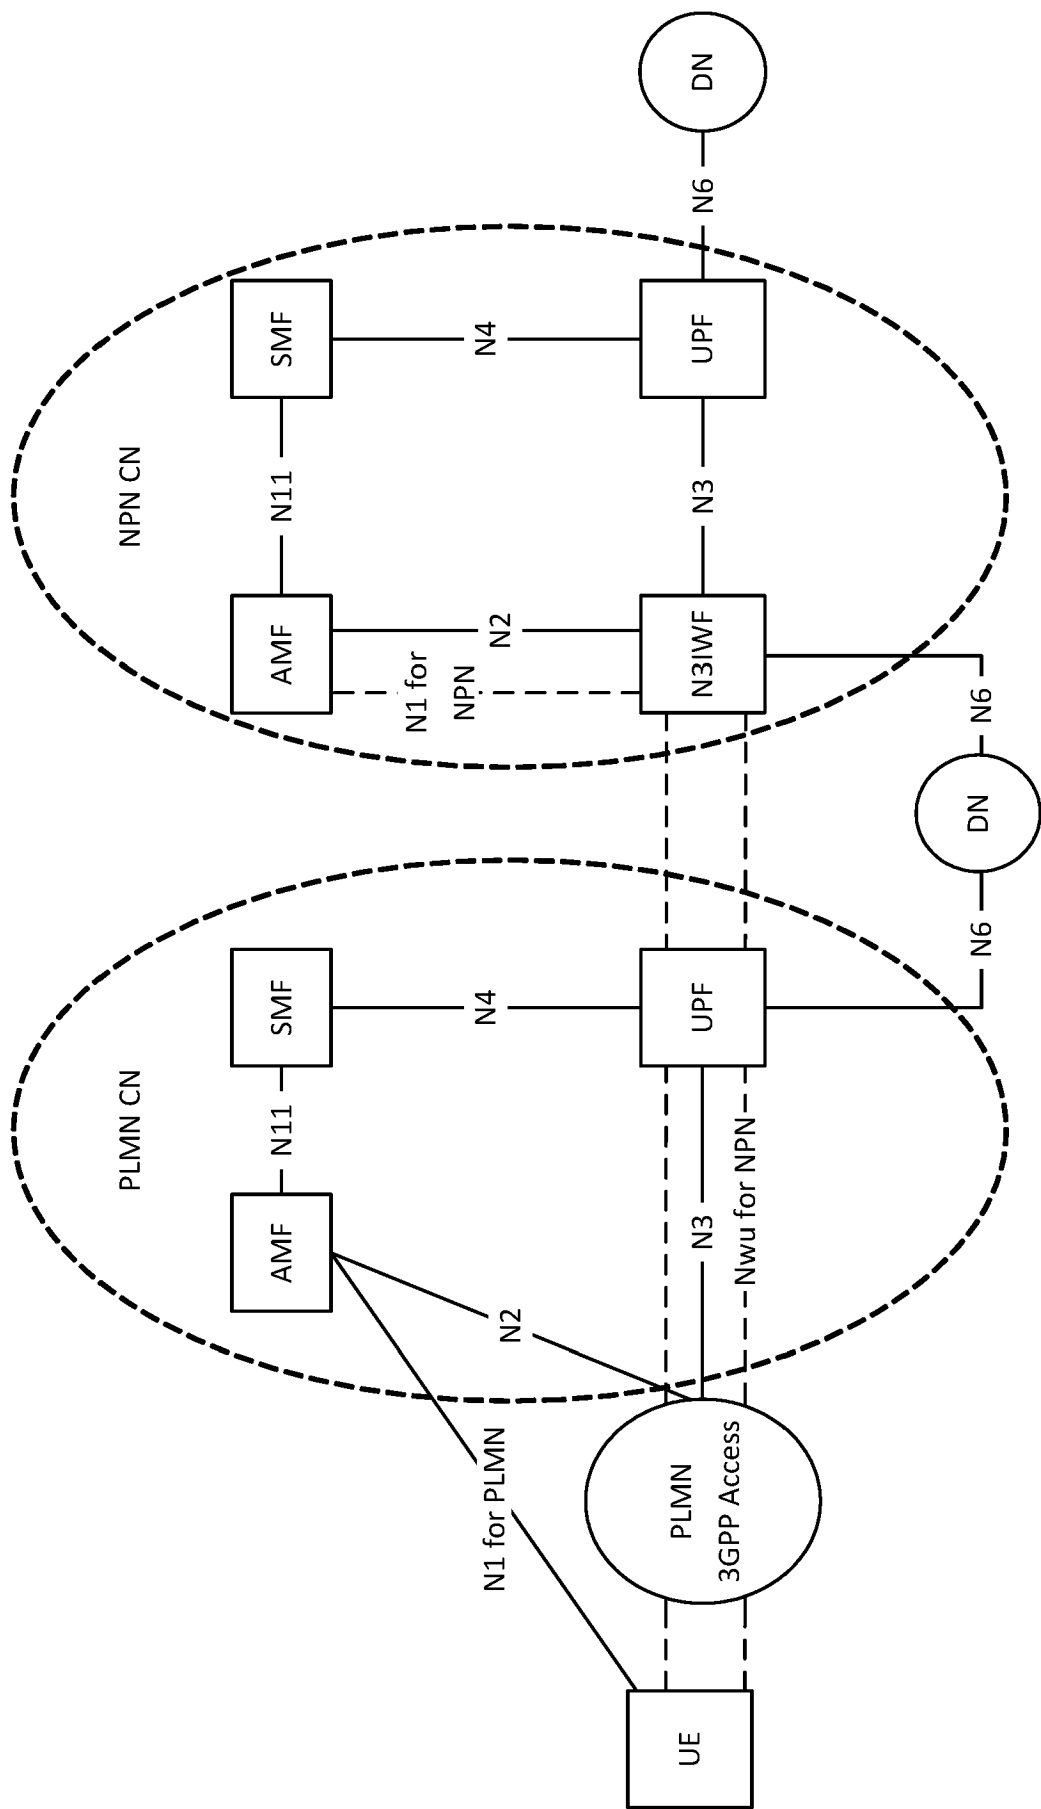 PLMN CN
NPN CN
AMF
N11
SMF
AMF
N11
SMF
N1 for PLMN
N2
N4
N1 for
NPN
N2
N4
UE
PLMN
3GPP Access
N3
Nwu for NPN
UPF
N3IWF
N3
UPF
N6
DN
N6
DN
N6